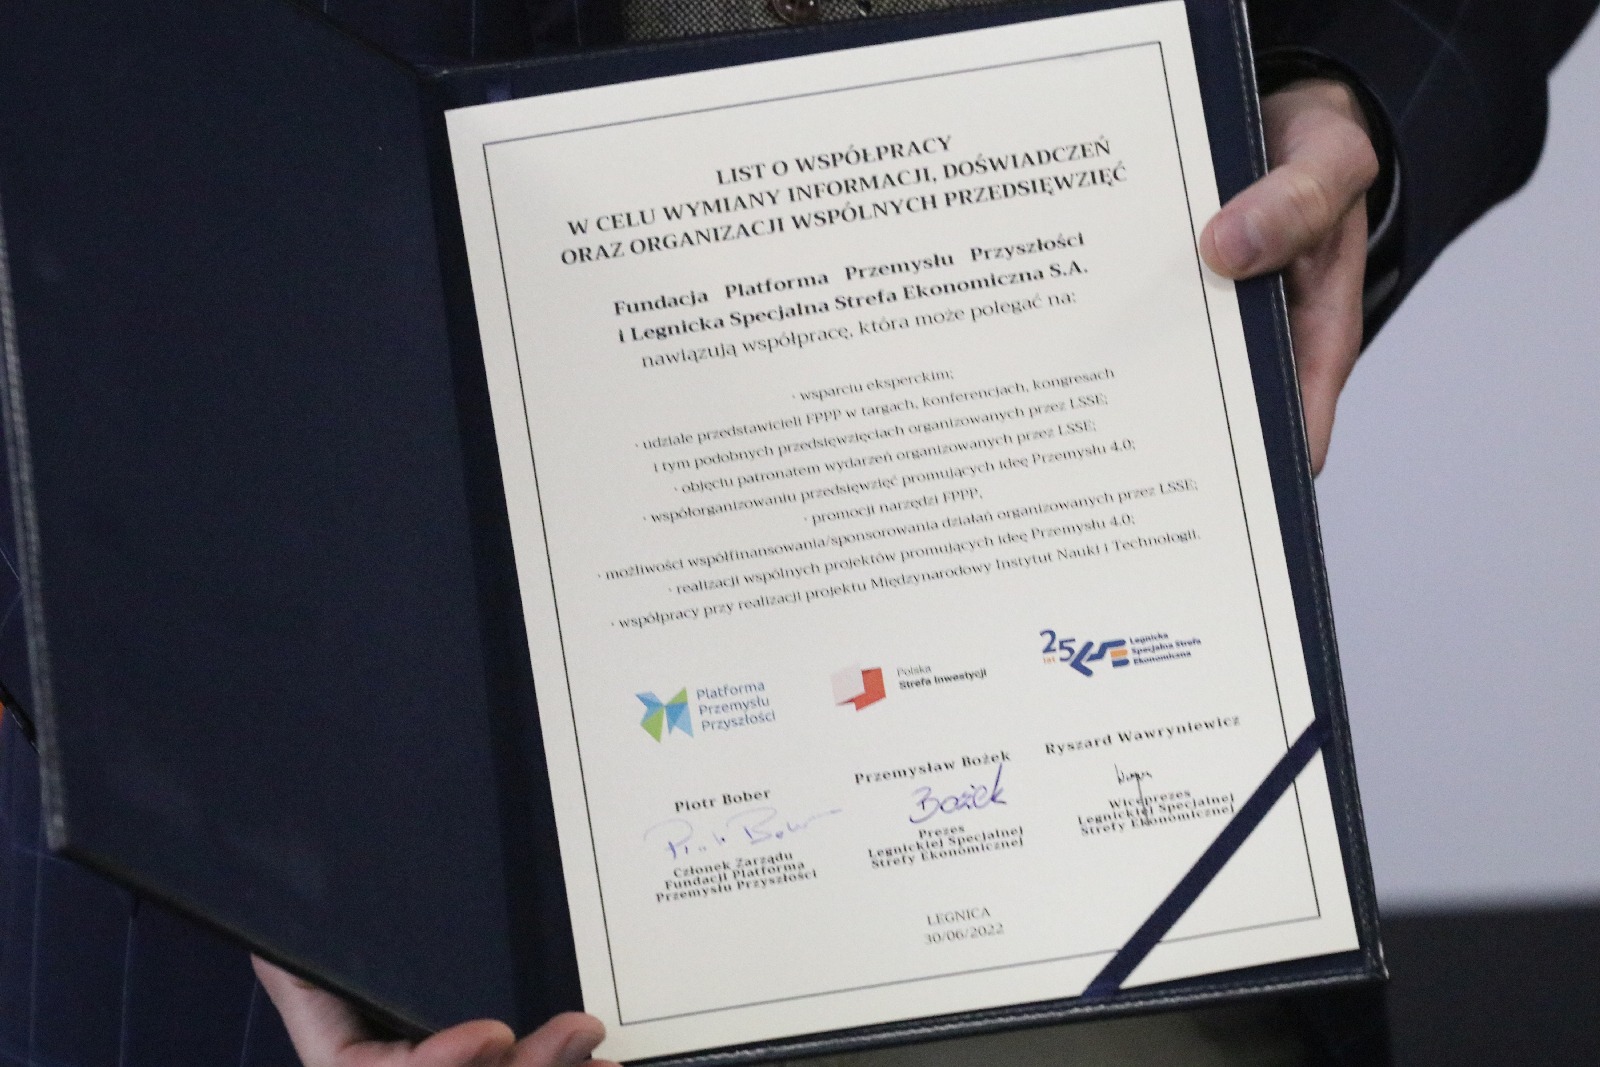 LIST O WSPÓŁPRACY
W CELU WYMIANY INFORMACJI, DOŚWIADCZEŃ
ORAZ ORGANIZACJI WSPÓLNYCH PRZEDSIĘWZIĘĆ
Fundacja Platforma Przemysłu Przyszłości
i Legnicka Specjalna Strefa Ekonomiczna S.A.
nawiązują współpracę, która może polegać na:
· wsparciu eksperckim;
· udziale przedstawicieli FPPP w targach, konferencjach, kongresach
i tym podobnych przedsięwzięciach organizowanych przez LSSE;
· objęciu patronatem wydarzeń organizowanych przez LSSE;
· współorganizowaniu przedsięwzięć promujących ideę Przemysłu 4.0;
· promocji narzędzi FPPP,
· możliwości współfinansowania/sponsorowania działań organizowanych przez LSSE;
· realizacji wspólnych projektów promujących ideę Przemysłu 4.0;
· współpracy przy realizacji projektu Międzynarodowy Instytut Nauki i Technologii.
Platforma
Przemysłu
Przyszłości
Polska
Strefa Inwestycji
25
lat
Legnicka
Specjalna Strefa
Ekonomiczna
Piotr Bober
Piotr Bober
Członek Zarządu
Fundacji Platforma
Przemysłu Przyszłości
Przemysław Bożek
Bożek
Prezes
Legnickiej Specjalnej
Strefy Ekonomicznej
Ryszard Wawryniewicz
Wiceprezes
Legnickiej Specjalnej
Strefy Ekonomicznej
LEGNICA
30/06/2022